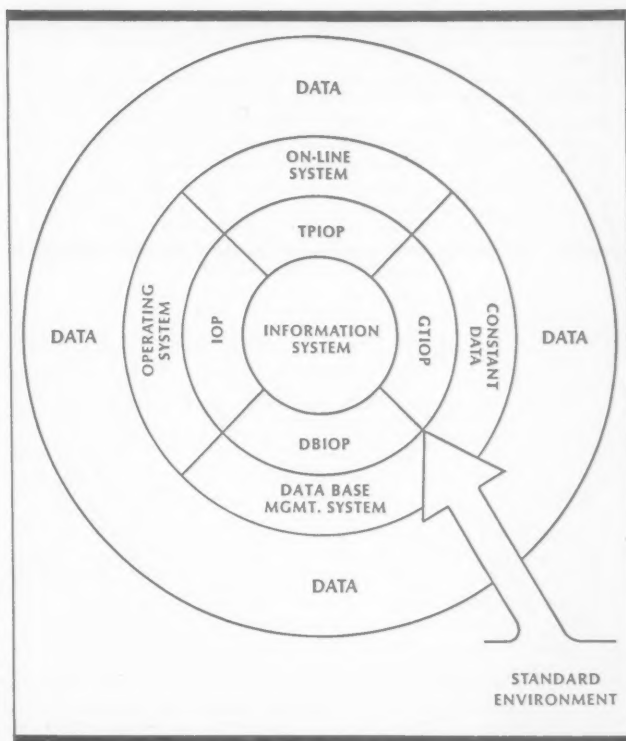 DATA
ON-LINE
SYSTEM
TPIOP
DATA
OPERATING
SYSTEM
IOP
INFORMATION
SYSTEM
GTIOP
CONSTANT
DATA
DATA
DBIOP
DATA BASE
MGMT. SYSTEM
DATA
STANDARD
ENVIRONMENT